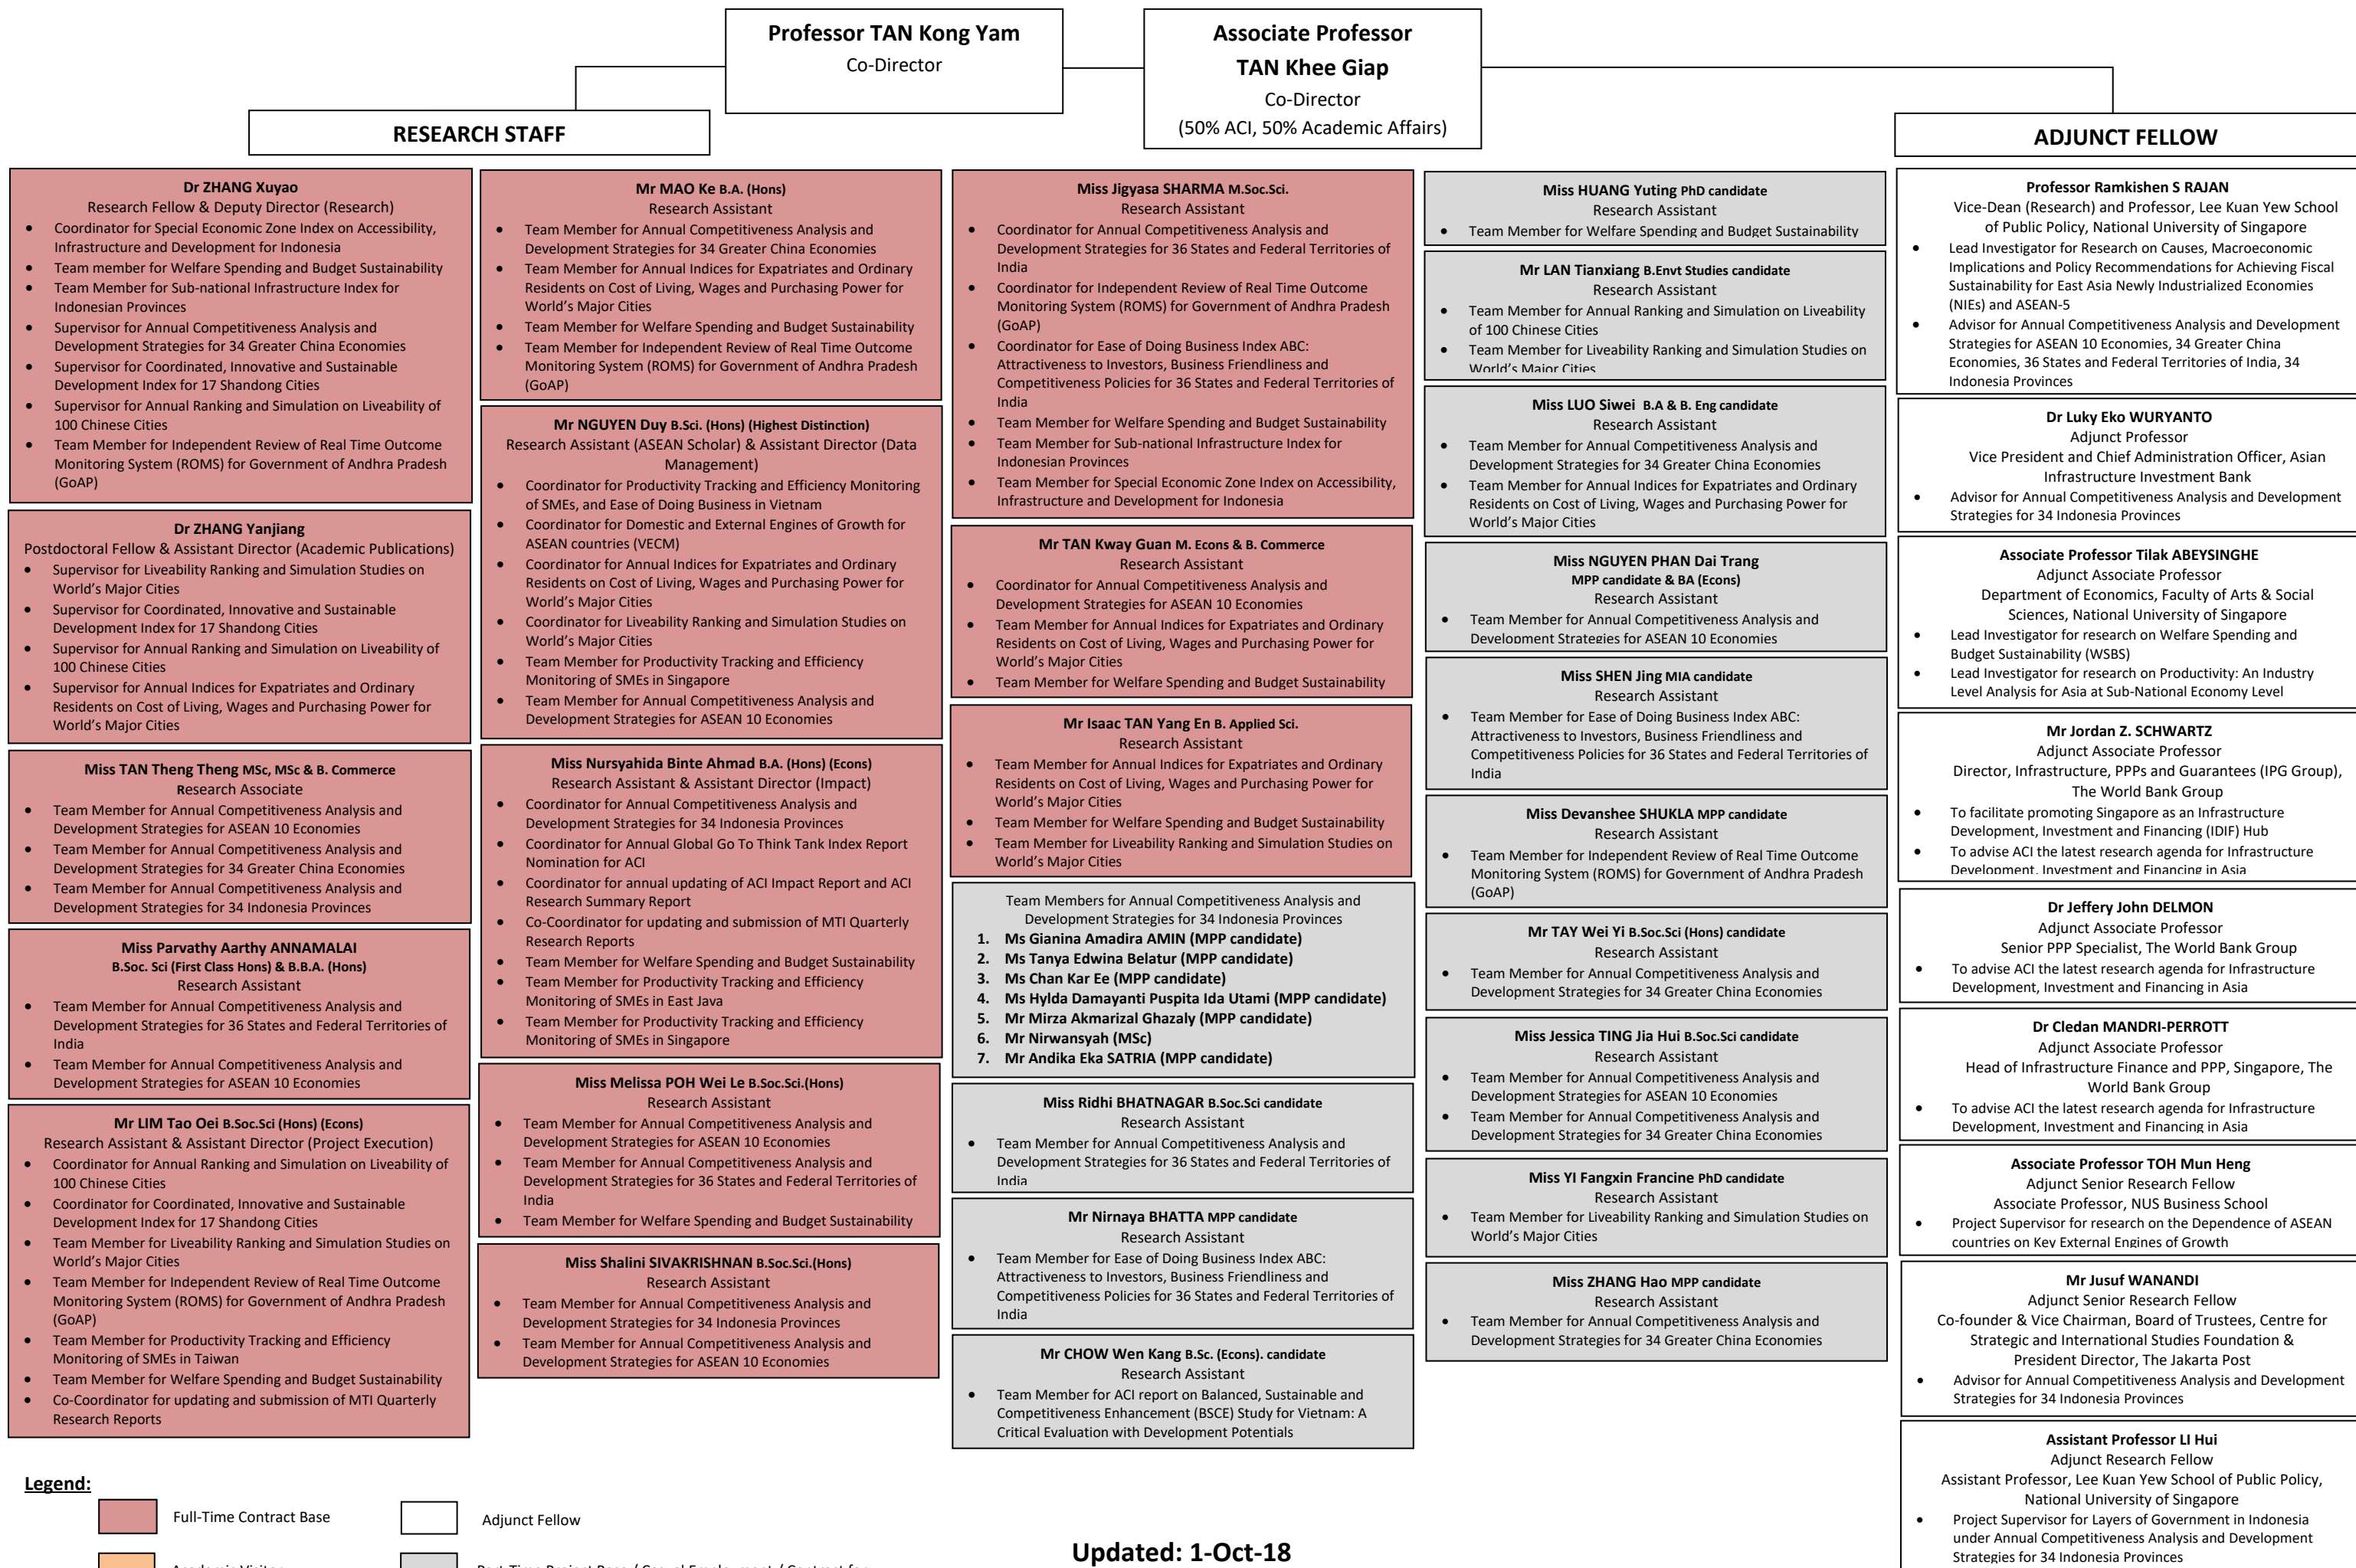 Professor TAN Kong Yam
Co-Director
Associate Professor
TAN Khee Giap
Co-Director
(50% ACI, 50% Academic Affairs)
RESEARCH STAFF
ADJUNCT FELLOW
Dr ZHANG Xuyao
Research Fellow & Deputy Director (Research)
• Coordinator for Special Economic Zone Index on Accessibility,
Infrastructure and Development for Indonesia
• Team member for Welfare Spending and Budget Sustainability
• Team Member for Sub-national Infrastructure Index for
Indonesian Provinces
• Supervisor for Annual Competitiveness Analysis and
Development Strategies for 34 Greater China Economies
• Supervisor for Coordinated, Innovative and Sustainable
Development Index for 17 Shandong Cities
• Supervisor for Annual Ranking and Simulation on Liveability of
100 Chinese Cities
• Team Member for Independent Review of Real Time Outcome
Monitoring System (ROMS) for Government of Andhra Pradesh
(GoAP)
Dr ZHANG Yanjiang
Postdoctoral Fellow & Assistant Director (Academic Publications)
• Supervisor for Liveability Ranking and Simulation Studies on
World's Major Cities
• Supervisor for Coordinated, Innovative and Sustainable
Development Index for 17 Shandong Cities
• Supervisor for Annual Ranking and Simulation on Liveability of
100 Chinese Cities
• Supervisor for Annual Indices for Expatriates and Ordinary
Residents on Cost of Living, Wages and Purchasing Power for
World's Major Cities
Miss TAN Theng Theng MSc, MSc & B. Commerce
Research Associate
• Team Member for Annual Competitiveness Analysis and
Development Strategies for ASEAN 10 Economies
• Team Member for Annual Competitiveness Analysis and
Development Strategies for 34 Greater China Economies
• Team Member for Annual Competitiveness Analysis and
Development Strategies for 34 Indonesia Provinces
Miss Parvathy Aarthy ANNAMALAI
B.Soc. Sci (First Class Hons) & B.B.A. (Hons)
Research Assistant
• Team Member for Annual Competitiveness Analysis and
Development Strategies for 36 States and Federal Territories of
India
• Team Member for Annual Competitiveness Analysis and
Development Strategies for ASEAN 10 Economies
Mr LIM Tao Oei B.Soc.Sci (Hons) (Econs)
Research Assistant & Assistant Director (Project Execution)
• Coordinator for Annual Ranking and Simulation on Liveability of
100 Chinese Cities
• Coordinator for Coordinated, Innovative and Sustainable
Development Index for 17 Shandong Cities
• Team Member for Liveability Ranking and Simulation Studies on
World's Major Cities
• Team Member for Independent Review of Real Time Outcome
Monitoring System (ROMS) for Government of Andhra Pradesh
(GoAP)
• Team Member for Productivity Tracking and Efficiency
Monitoring of SMEs in Taiwan
• Team Member for Welfare Spending and Budget Sustainability
• Co-Coordinator for updating and submission of MTI Quarterly
Research Reports
Mr MAO Ke B.A. (Hons)
Research Assistant
• Team Member for Annual Competitiveness Analysis and
Development Strategies for 34 Greater China Economies
• Team Member for Annual Indices for Expatriates and Ordinary
Residents on Cost of Living, Wages and Purchasing Power for
World's Major Cities
• Team Member for Welfare Spending and Budget Sustainability
• Team Member for Independent Review of Real Time Outcome
Monitoring System (ROMS) for Government of Andhra Pradesh
(GoAP)
Mr NGUYEN Duy B.Sci. (Hons) (Highest Distinction)
Research Assistant (ASEAN Scholar) & Assistant Director (Data
Management)
• Coordinator for Productivity Tracking and Efficiency Monitoring
of SMEs, and Ease of Doing Business in Vietnam
• Coordinator for Domestic and External Engines of Growth for
ASEAN countries (VECM)
• Coordinator for Annual Indices for Expatriates and Ordinary
Residents on Cost of Living, Wages and Purchasing Power for
World's Major Cities
• Coordinator for Liveability Ranking and Simulation Studies on
World's Major Cities
• Team Member for Productivity Tracking and Efficiency
Monitoring of SMEs in Singapore
• Team Member for Annual Competitiveness Analysis and
Development Strategies for ASEAN 10 Economies
Miss Nursyahida Binte Ahmad B.A. (Hons) (Econs)
Research Assistant & Assistant Director (Impact)
• Coordinator for Annual Competitiveness Analysis and
Development Strategies for 34 Indonesia Provinces
• Coordinator for Annual Global Go To Think Tank Index Report
Nomination for ACI
• Coordinator for annual updating of ACI Impact Report and ACI
Research Summary Report
• Co-Coordinator for updating and submission of MTI Quarterly
Research Reports
• Team Member for Welfare Spending and Budget Sustainability
• Team Member for Productivity Tracking and Efficiency
Monitoring of SMEs in East Java
• Team Member for Productivity Tracking and Efficiency
Monitoring of SMEs in Singapore
Miss Melissa POH Wei Le B.Soc.Sci.(Hons)
Research Assistant
• Team Member for Annual Competitiveness Analysis and
Development Strategies for ASEAN 10 Economies
• Team Member for Annual Competitiveness Analysis and
Development Strategies for 36 States and Federal Territories of
India
• Team Member for Welfare Spending and Budget Sustainability
Miss Shalini SIVAKRISHNAN B.Soc.Sci.(Hons)
Research Assistant
• Team Member for Annual Competitiveness Analysis and
Development Strategies for 34 Indonesia Provinces
• Team Member for Annual Competitiveness Analysis and
Development Strategies for ASEAN 10 Economies
Miss Jigyasa SHARMA M.Soc.Sci.
Research Assistant
• Coordinator for Annual Competitiveness Analysis and
Development Strategies for 36 States and Federal Territories of
India
• Coordinator for Independent Review of Real Time Outcome
Monitoring System (ROMS) for Government of Andhra Pradesh
(GoAP)
• Coordinator for Ease of Doing Business Index ABC:
Attractiveness to Investors, Business Friendliness and
Competitiveness Policies for 36 States and Federal Territories of
India
• Team Member for Welfare Spending and Budget Sustainability
• Team Member for Sub-national Infrastructure Index for
Indonesian Provinces
• Team Member for Special Economic Zone Index on Accessibility,
Infrastructure and Development for Indonesia
Mr TAN Kway Guan M. Econs & B. Commerce
Research Assistant
• Coordinator for Annual Competitiveness Analysis and
Development Strategies for ASEAN 10 Economies
• Team Member for Annual Indices for Expatriates and Ordinary
Residents on Cost of Living, Wages and Purchasing Power for
World's Major Cities
• Team Member for Welfare Spending and Budget Sustainability
Mr Isaac TAN Yang En B. Applied Sci.
Research Assistant
• Team Member for Annual Indices for Expatriates and Ordinary
Residents on Cost of Living, Wages and Purchasing Power for
World's Major Cities
• Team Member for Welfare Spending and Budget Sustainability
• Team Member for Liveability Ranking and Simulation Studies on
World's Major Cities
Team Members for Annual Competitiveness Analysis and
Development Strategies for 34 Indonesia Provinces
1. Ms Gianina Amadira AMIN (MPP candidate)
2. Ms Tanya Edwina Belatur (MPP candidate)
3. Ms Chan Kar Ee (MPP candidate)
4. Ms Hylda Damayanti Puspita Ida Utami (MPP candidate)
5. Mr Mirza Akmarizal Ghazaly (MPP candidate)
6. Mr Nirwansyah (MSc)
7. Mr Andika Eka SATRIA (MPP candidate)
Miss Ridhi BHATNAGAR B.Soc.Sci candidate
Research Assistant
• Team Member for Annual Competitiveness Analysis and
Development Strategies for 36 States and Federal Territories of
India
Mr Nirnaya BHATTA MPP candidate
Research Assistant
• Team Member for Ease of Doing Business Index ABC:
Attractiveness to Investors, Business Friendliness and
Competitiveness Policies for 36 States and Federal Territories of
India
Mr CHOW Wen Kang B.Sc. (Econs). candidate
Research Assistant
• Team Member for ACI report on Balanced, Sustainable and
Competitiveness Enhancement (BSCE) Study for Vietnam: A
Critical Evaluation with Development Potentials
Miss HUANG Yuting PhD candidate
Research Assistant
• Team Member for Welfare Spending and Budget Sustainability
Mr LAN Tianxiang B.Envt Studies candidate
Research Assistant
• Team Member for Annual Ranking and Simulation on Liveability
of 100 Chinese Cities
• Team Member for Liveability Ranking and Simulation Studies on
World's Major Cities
Miss LUO Siwei B.A & B. Eng candidate
Research Assistant
• Team Member for Annual Competitiveness Analysis and
Development Strategies for 34 Greater China Economies
• Team Member for Annual Indices for Expatriates and Ordinary
Residents on Cost of Living, Wages and Purchasing Power for
World's Major Cities
Miss NGUYEN PHAN Dai Trang
MPP candidate & BA (Econs)
Research Assistant
• Team Member for Annual Competitiveness Analysis and
Development Strategies for ASEAN 10 Economies
Miss SHEN Jing MIA candidate
Research Assistant
• Team Member for Ease of Doing Business Index ABC:
Attractiveness to Investors, Business Friendliness and
Competitiveness Policies for 36 States and Federal Territories of
India
Miss Devanshee SHUKLA MPP candidate
Research Assistant
• Team Member for Independent Review of Real Time Outcome
Monitoring System (ROMS) for Government of Andhra Pradesh
(GoAP)
Mr TAY Wei Yi B.Soc.Sci (Hons) candidate
Research Assistant
• Team Member for Annual Competitiveness Analysis and
Development Strategies for 34 Greater China Economies
Miss Jessica TING Jia Hui B.Soc.Sci candidate
Research Assistant
• Team Member for Annual Competitiveness Analysis and
Development Strategies for ASEAN 10 Economies
• Team Member for Annual Competitiveness Analysis and
Development Strategies for 34 Greater China Economies
Miss YI Fangxin Francine PhD candidate
Research Assistant
• Team Member for Liveability Ranking and Simulation Studies on
World's Major Cities
Miss ZHANG Hao MPP candidate
Research Assistant
• Team Member for Annual Competitiveness Analysis and
Development Strategies for 34 Greater China Economies
Professor Ramkishen S RAJAN
Vice-Dean (Research) and Professor, Lee Kuan Yew School
of Public Policy, National University of Singapore
• Lead Investigator for Research on Causes, Macroeconomic
Implications and Policy Recommendations for Achieving Fiscal
Sustainability for East Asia Newly Industrialized Economies
(NIEs) and ASEAN-5
• Advisor for Annual Competitiveness Analysis and Development
Strategies for ASEAN 10 Economies, 34 Greater China
Economies, 36 States and Federal Territories of India, 34
Indonesia Provinces
Dr Luky Eko WURYANTO
Adjunct Professor
Vice President and Chief Administration Officer, Asian
Infrastructure Investment Bank
• Advisor for Annual Competitiveness Analysis and Development
Strategies for 34 Indonesia Provinces
Associate Professor Tilak ABEYSINGHE
Adjunct Associate Professor
Department of Economics, Faculty of Arts & Social
Sciences, National University of Singapore
• Lead Investigator for research on Welfare Spending and
Budget Sustainability (WSBS)
• Lead Investigator for research on Productivity: An Industry
Level Analysis for Asia at Sub-National Economy Level
Mr Jordan Z. SCHWARTZ
Adjunct Associate Professor
Director, Infrastructure, PPPs and Guarantees (IPG Group),
The World Bank Group
• To facilitate promoting Singapore as an Infrastructure
Development, Investment and Financing (IDIF) Hub
• To advise ACI the latest research agenda for Infrastructure
Development, Investment and Financing in Asia
Dr Jeffery John DELMON
Adjunct Associate Professor
Senior PPP Specialist, The World Bank Group
• To advise ACI the latest research agenda for Infrastructure
Development, Investment and Financing in Asia
Dr Cledan MANDRI-PERROTT
Adjunct Associate Professor
Head of Infrastructure Finance and PPP, Singapore, The
World Bank Group
• To advise ACI the latest research agenda for Infrastructure
Development, Investment and Financing in Asia
Associate Professor TOH Mun Heng
Adjunct Senior Research Fellow
Associate Professor, NUS Business School
• Project Supervisor for research on the Dependence of ASEAN
countries on Key External Engines of Growth
Mr Jusuf WANANDI
Adjunct Senior Research Fellow
Co-founder & Vice Chairman, Board of Trustees, Centre for
Strategic and International Studies Foundation &
President Director, The Jakarta Post
• Advisor for Annual Competitiveness Analysis and Development
Strategies for 34 Indonesia Provinces
Assistant Professor LI Hui
Adjunct Research Fellow
Assistant Professor, Lee Kuan Yew School of Public Policy,
National University of Singapore
• Project Supervisor for Layers of Government in Indonesia
under Annual Competitiveness Analysis and Development
Strategies for 34 Indonesia Provinces
Legend:
Full-Time Contract Base
Adjunct Fellow
Updated: 1-Oct-18